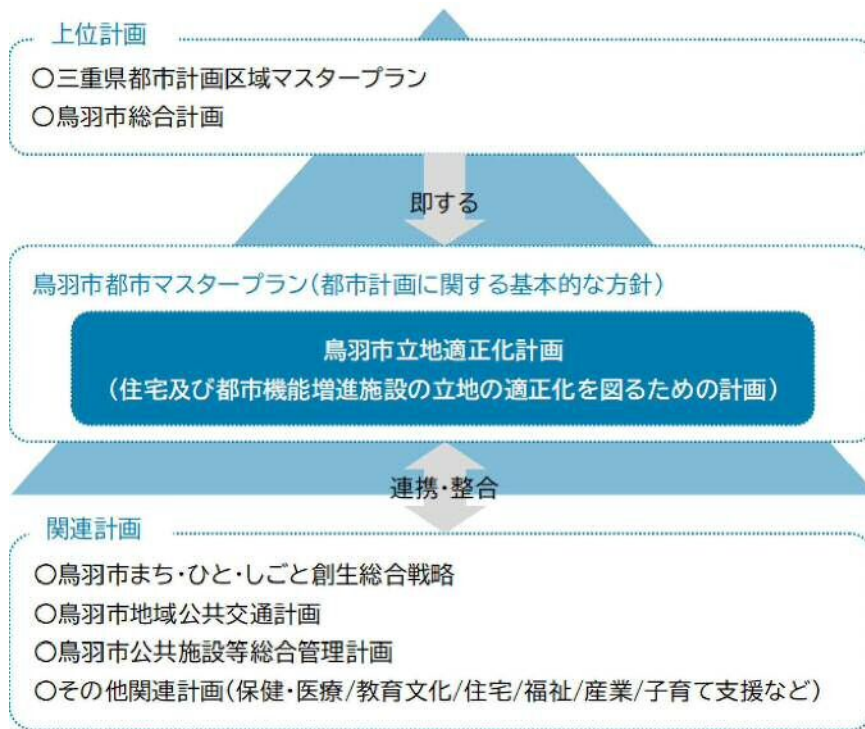 上位計画
〇三重県都市計画区域マスタープラン
〇鳥羽市総合計画
即する
鳥羽市都市マスタープラン(都市計画に関する基本的な方針)
鳥羽市立地適正化計画
(住宅及び都市機能増進施設の立地の適正化を図るための計画)
連携・整合
関連計画
〇鳥羽市まち・ひと・しごと創生総合戦略
〇鳥羽市地域公共交通計画
〇鳥羽市公共施設等総合管理計画
〇その他関連計画(保健・医療/教育文化/住宅/福祉/産業/子育て支援など)